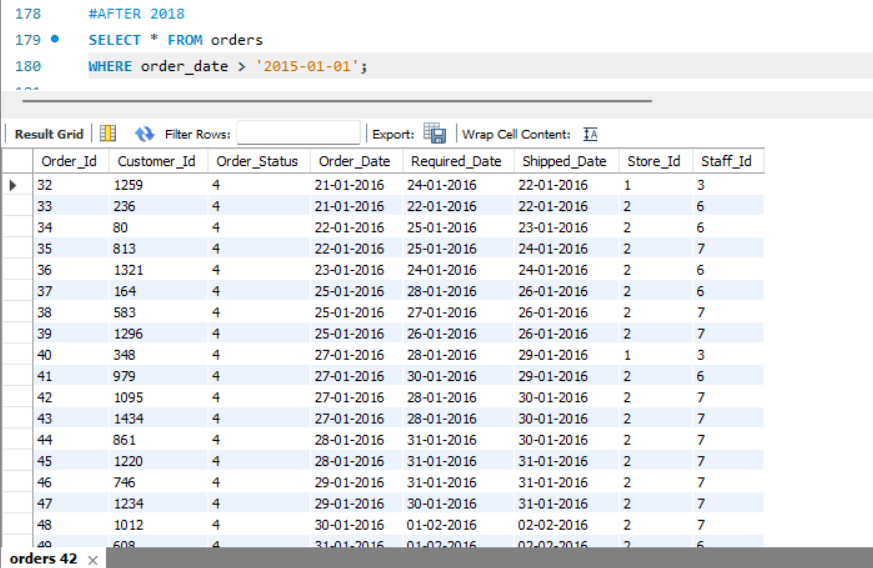 178 #AFTER 2018
179 SELECT * FROM orders
180 WHERE order_date > '2015-01-01';
Result Grid Filter Rows: Export: Wrap Cell Content: IA
Order_Id Customer_Id Order_Status Order_Date Required_Date Shipped_Date Store_Id Staff_Id
32 1259 4 21-01-2016 24-01-2016 22-01-2016 1 3
33 236 4 21-01-2016 22-01-2016 22-01-2016 2 6
34 80 4 22-01-2016 25-01-2016 23-01-2016 2 6
35 813 4 22-01-2016 25-01-2016 24-01-2016 2 7
36 1321 4 23-01-2016 24-01-2016 24-01-2016 2 6
37 164 4 25-01-2016 28-01-2016 26-01-2016 2 6
38 583 4 25-01-2016 27-01-2016 26-01-2016 2 7
39 1296 4 25-01-2016 26-01-2016 26-01-2016 2 7
40 348 4 27-01-2016 28-01-2016 29-01-2016 1 3
41 979 4 27-01-2016 30-01-2016 29-01-2016 2 6
42 1095 4 27-01-2016 28-01-2016 30-01-2016 2 7
43 1434 4 27-01-2016 28-01-2016 30-01-2016 2 7
44 861 4 28-01-2016 31-01-2016 30-01-2016 2 7
45 1220 4 28-01-2016 31-01-2016 31-01-2016 2 7
46 746 4 29-01-2016 31-01-2016 31-01-2016 2 7
47 1234 4 29-01-2016 30-01-2016 31-01-2016 2 7
48 1012 4 30-01-2016 01-02-2016 02-02-2016 2 7
49 608 4 31-01-2016 01-02-2016 02-02-2016 2 6
orders 42